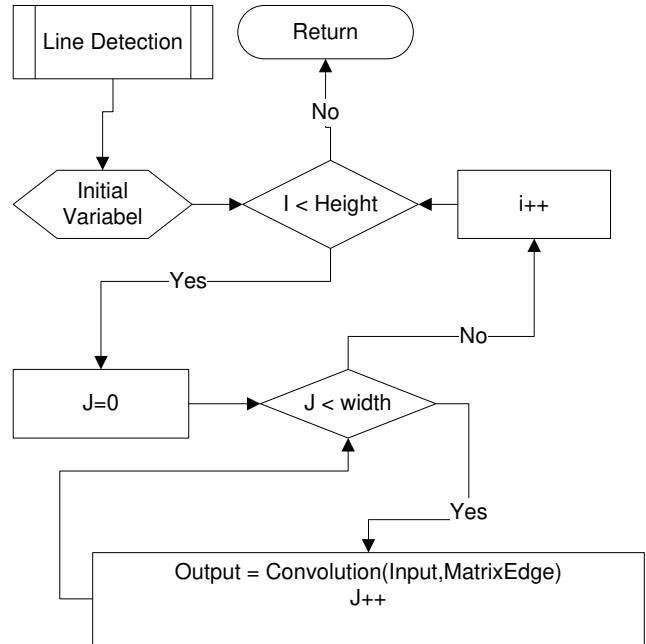 Line Detection
Return
No
Initial
Variabel
I < Height
i++
Yes
No
J=0
J < width
Yes
Output = Convolution(Input,MatrixEdge)
J++